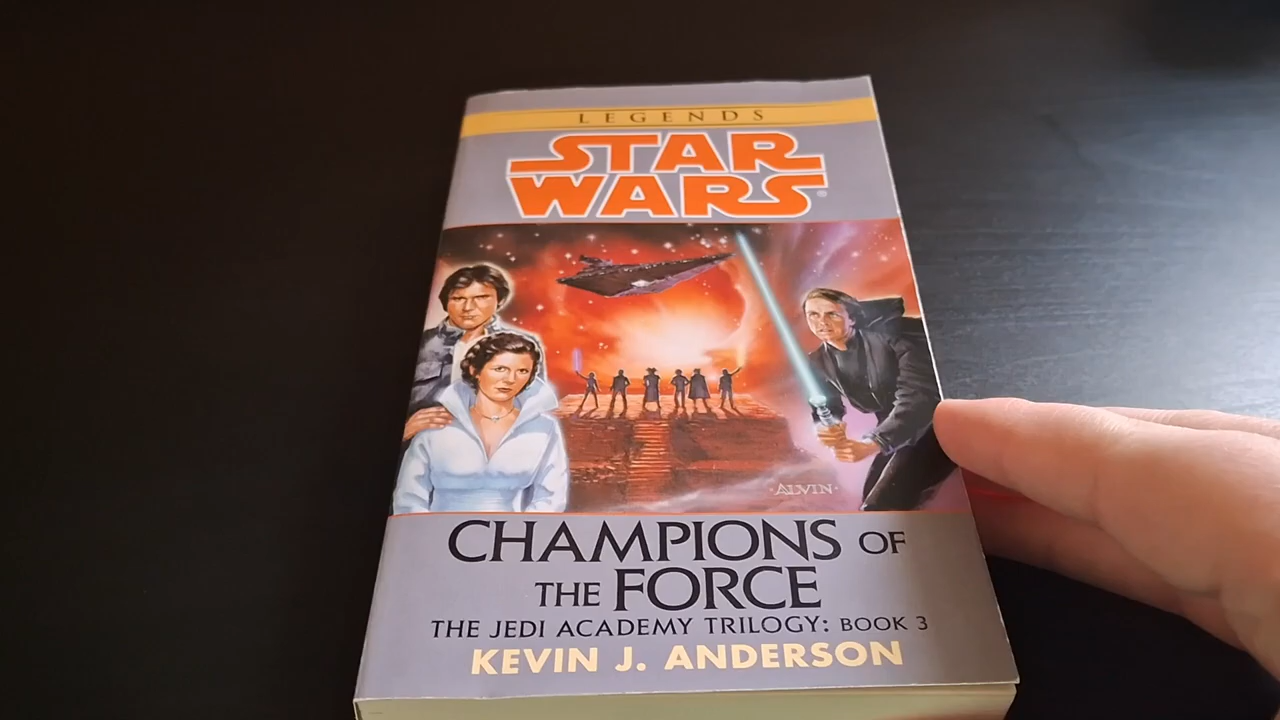 LEGENDS
STAR
WARS®
·ALVIN·
CHAMPIONS OF
THE FORCE
THE JEDI ACADEMY TRILOGY: BOOK 3
KEVIN J. ANDERSON